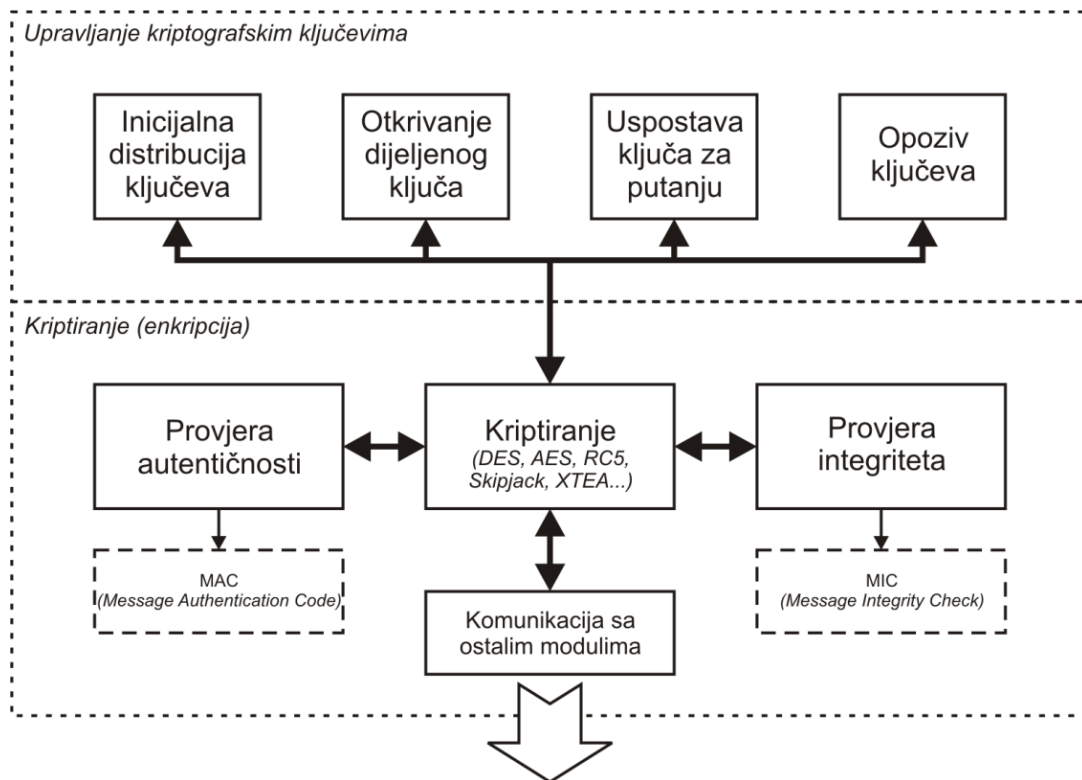 Upravljanje kriptografskim ključevima
Inicijalna
distribucija
ključeva
Otkrivanje
dijeljenog
ključa
Uspostava
ključa za
putanju
Opoziv
ključeva
Kriptiranje (enkripcija)
Provjera
autentičnosti
Kriptiranje
(DES, AES, RC5,
Skipjack, XTEA...)
Provjera
integriteta
MAC
(Message Authentication Code)
MIC
(Message Integrity Check)
Komunikacija sa
ostalim modulima